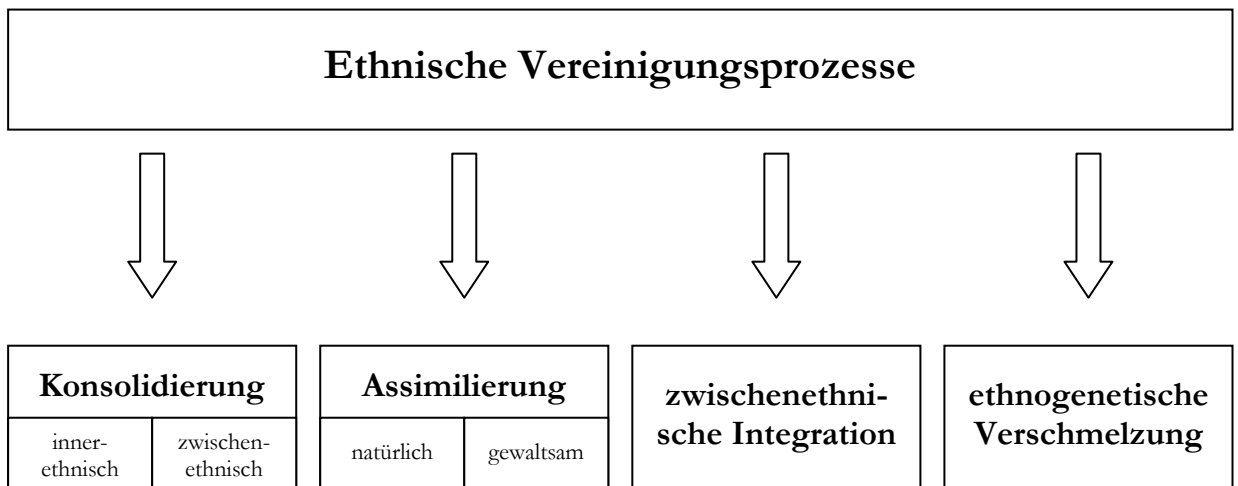 Ethnische Vereinigungsprozesse
Konsolidierung
inner-
ethnisch
zwischen-
ethnisch
Assimilierung
natürlich
gewaltsam
zwischenethni-
sche Integration
ethnogenetische
Verschmelzung